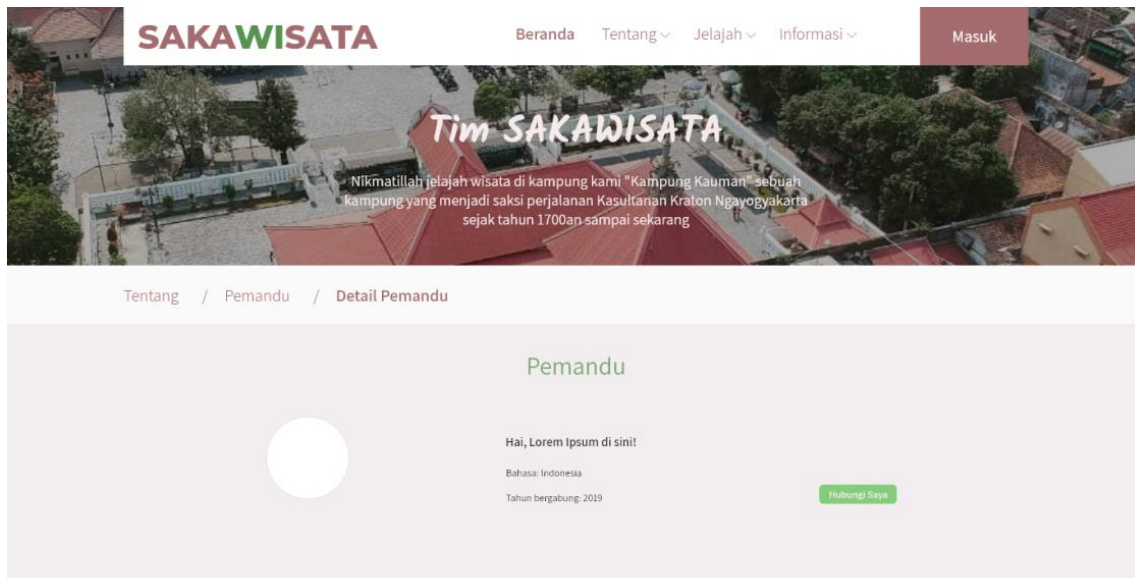 SAKAWISATA
Beranda Tentang Jelajah Informasi Masuk
Tim SAKAWISATA
Nikmatillah jelajah wisata di kampung kami "Kampung Kauman" sebuah
kampung yang menjadi saksi perjalanan Kasultanan Kraton Ngayogyakarta
sejak tahun 1700an sampai sekarang
Tentang / Pemandu / Detail Pemandu
Pemandu
Hai, Lorem Ipsum di sini!
Bahasa: Indonesia
Tahun bergabung: 2019
Hubungi Saya